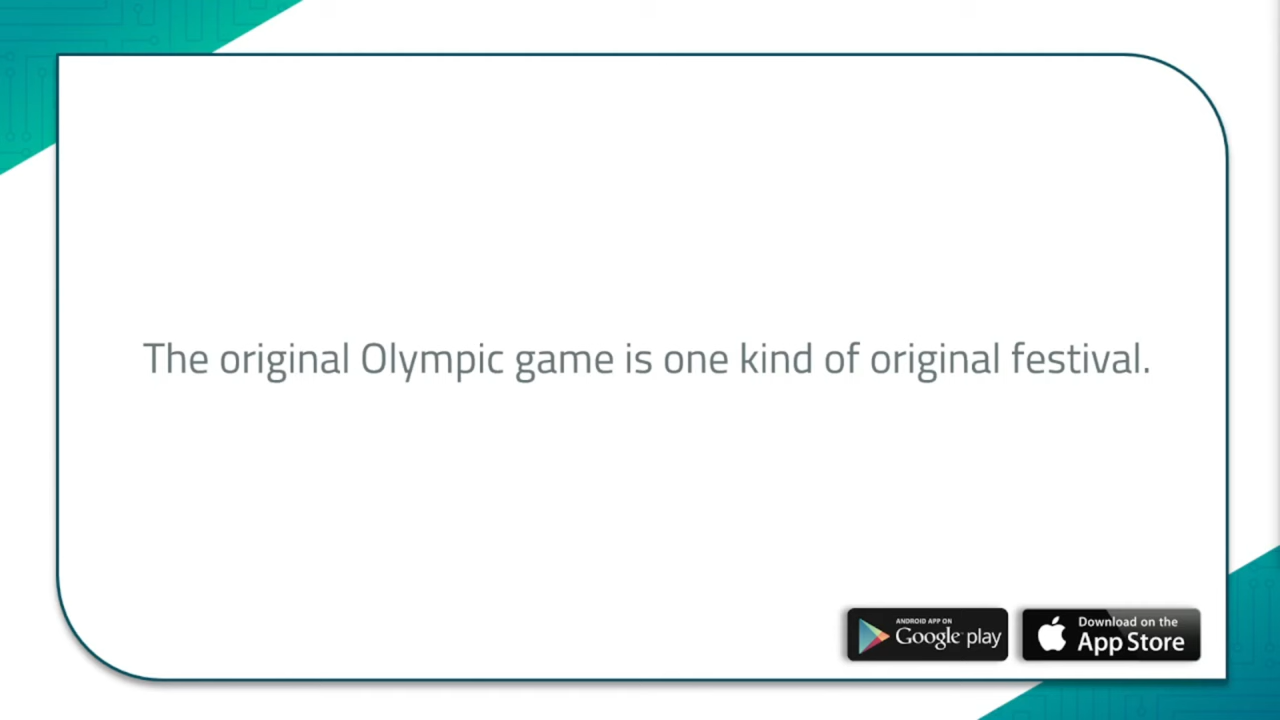 The original Olympic game is one kind of original festival.
ANDROID APP ON
Google play
Download on the
App Store